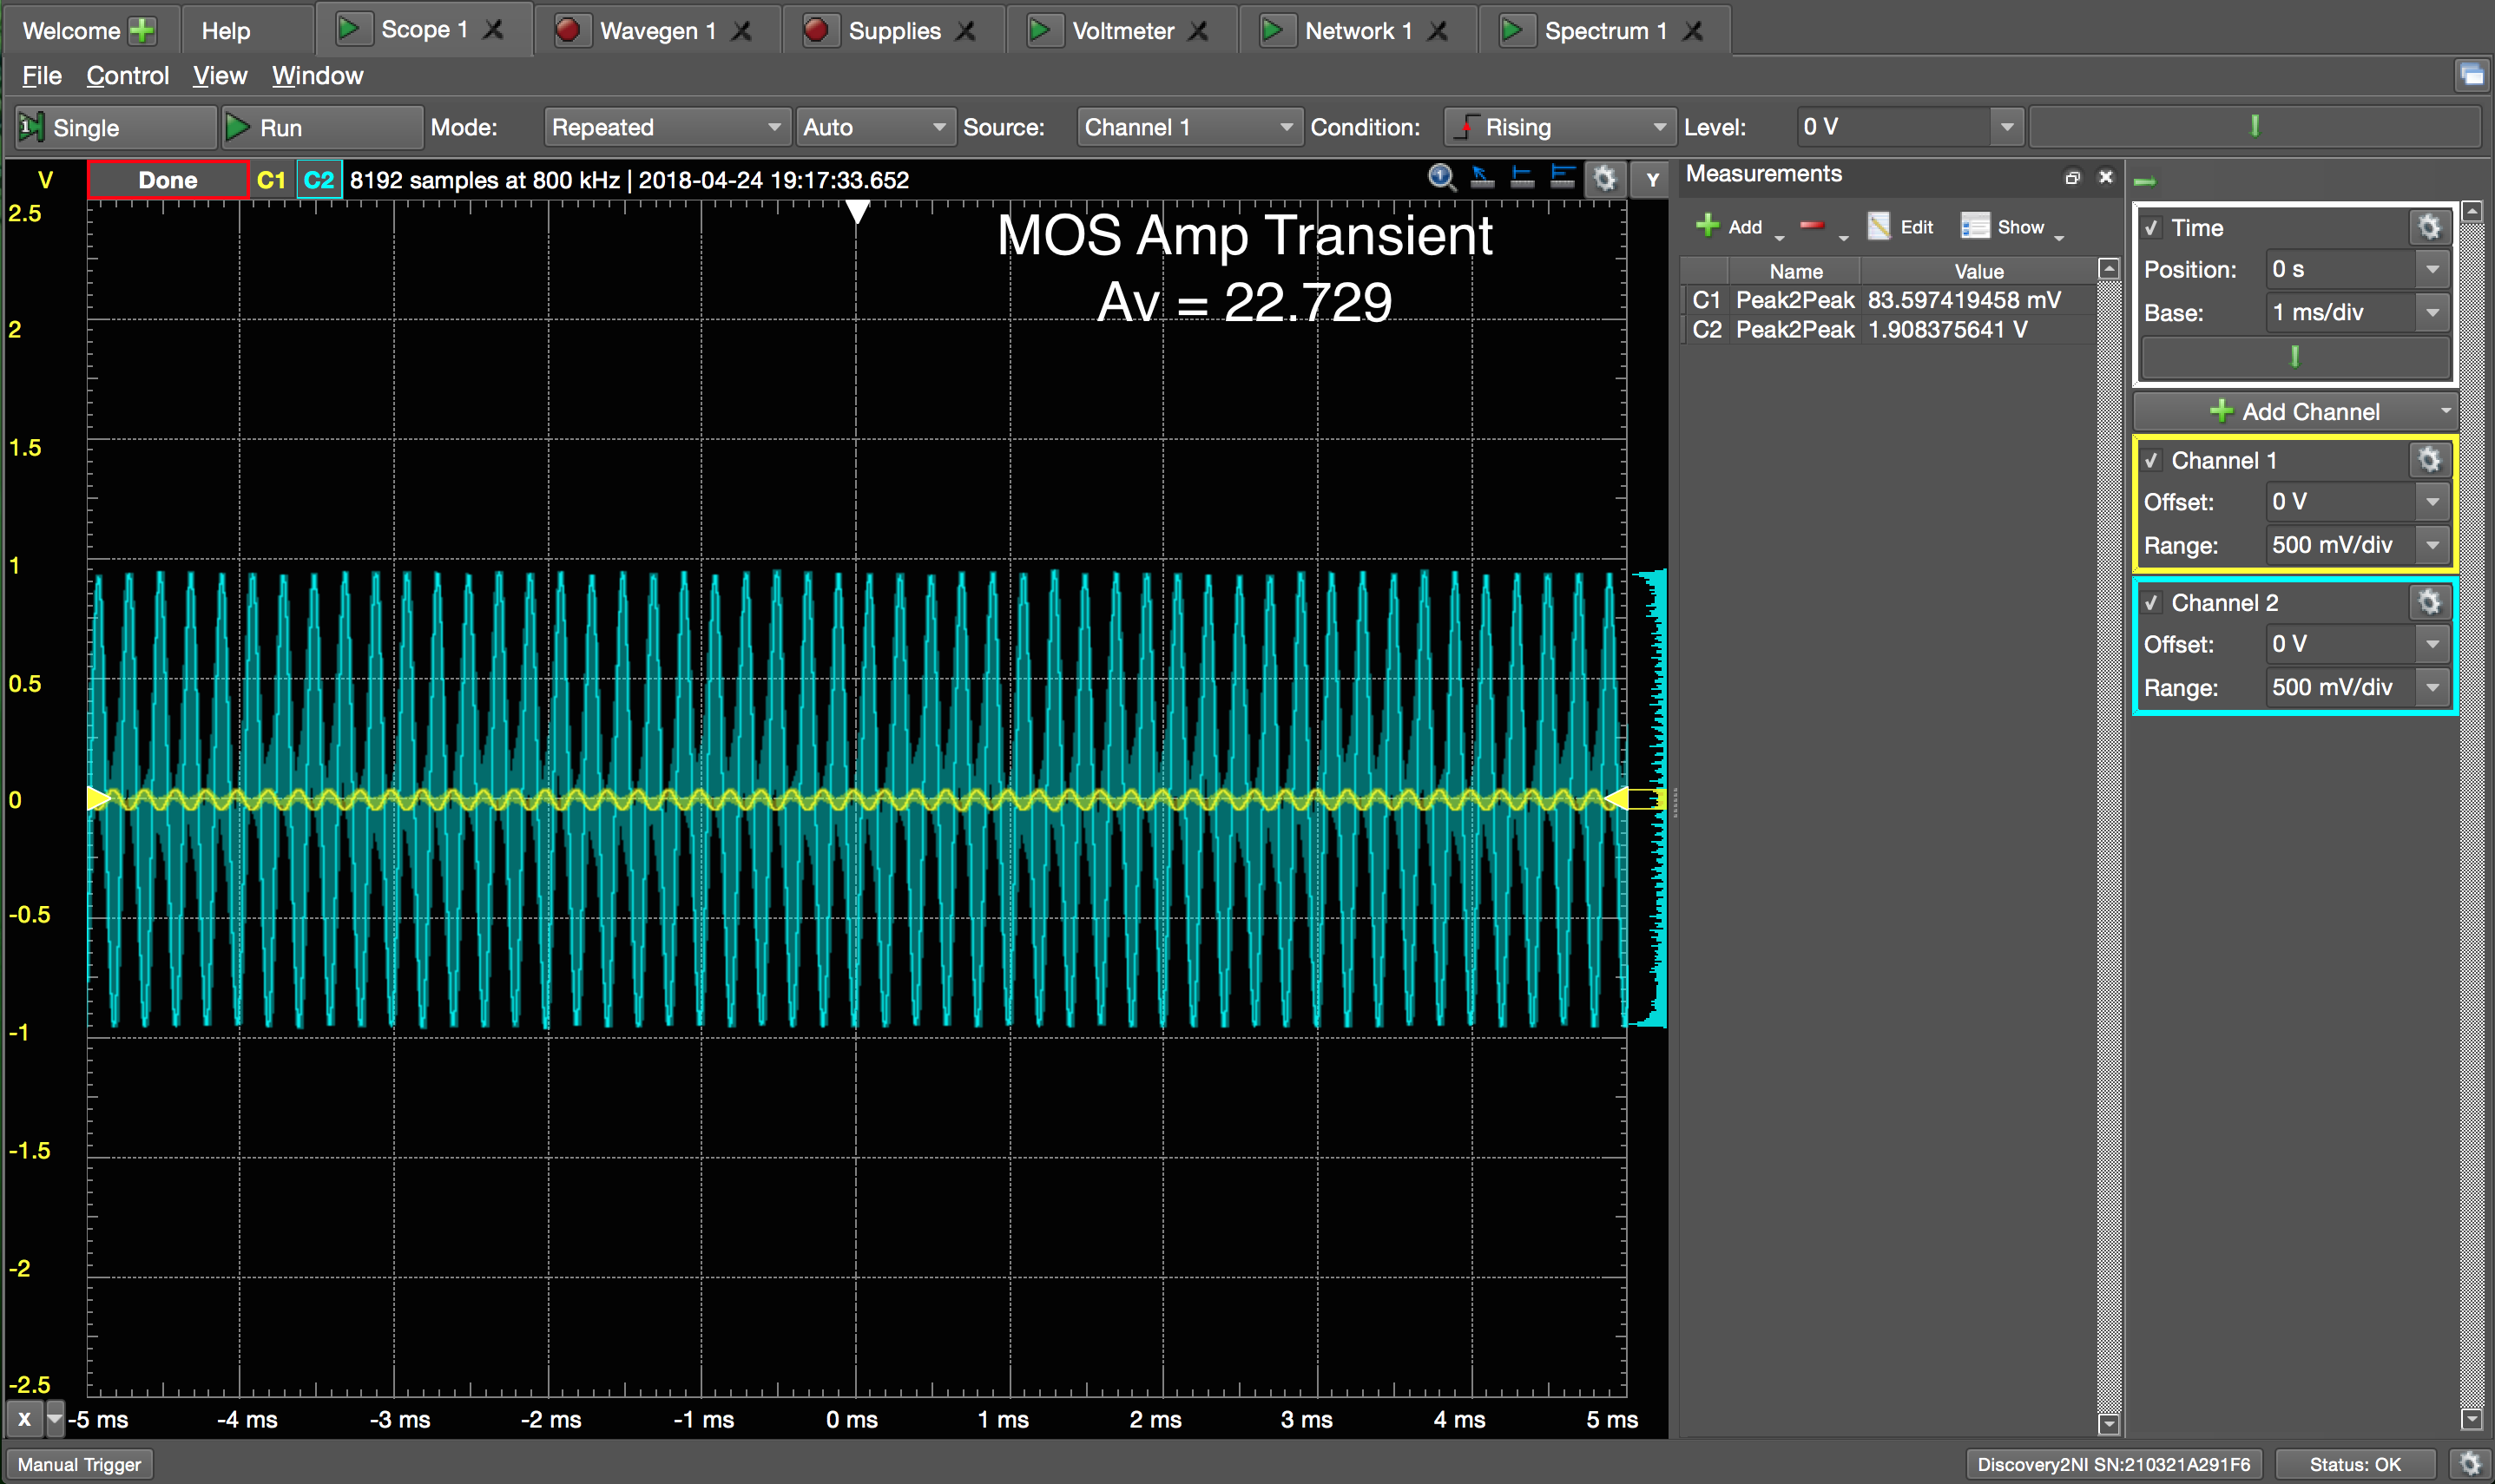 Welcome Help Scope 1 Wavegen 1 Supplies Voltmeter Network 1 Spectrum 1
File Control View Window
Single Run Mode: Repeated Auto Source: Channel 1 Condition: Rising Level: 0 V
V Done C1 C2 8192 samples at 800 kHz | 2018-04-24 19:17:33.652 Y
MOS Amp Transient
Av = 22.729
2.5
2
1.5
1
0.5
0
-0.5
-1
-1.5
-2
-2.5
X -5 ms -4 ms -3 ms -2 ms -1 ms 0 ms 1 ms 2 ms 3 ms 4 ms 5 ms
Measurements
Add Edit Show
Name Value
C1 Peak2Peak 83.597419458 mV
C2 Peak2Peak 1.908375641 V
Time
Position: 0 s
Base: 1 ms/div
Add Channel
Channel 1
Offset: 0 V
Range: 500 mV/div
Channel 2
Offset: 0 V
Range: 500 mV/div
Manual Trigger Discovery2NI SN:210321A291F6 Status: OK